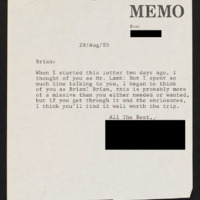 MEMO
From:
28/Aug/93
Brian:
When I started this letter two days ago, I
thought of you as Mr. Lamb! But I spent so
much time talking to you, I began to think
of you as Brian! Brian, this is probably more
of a missive than you either needed or wanted,
but if you get through it and the enclosures,
I think you'll find it well worth the trip.
All The Best,